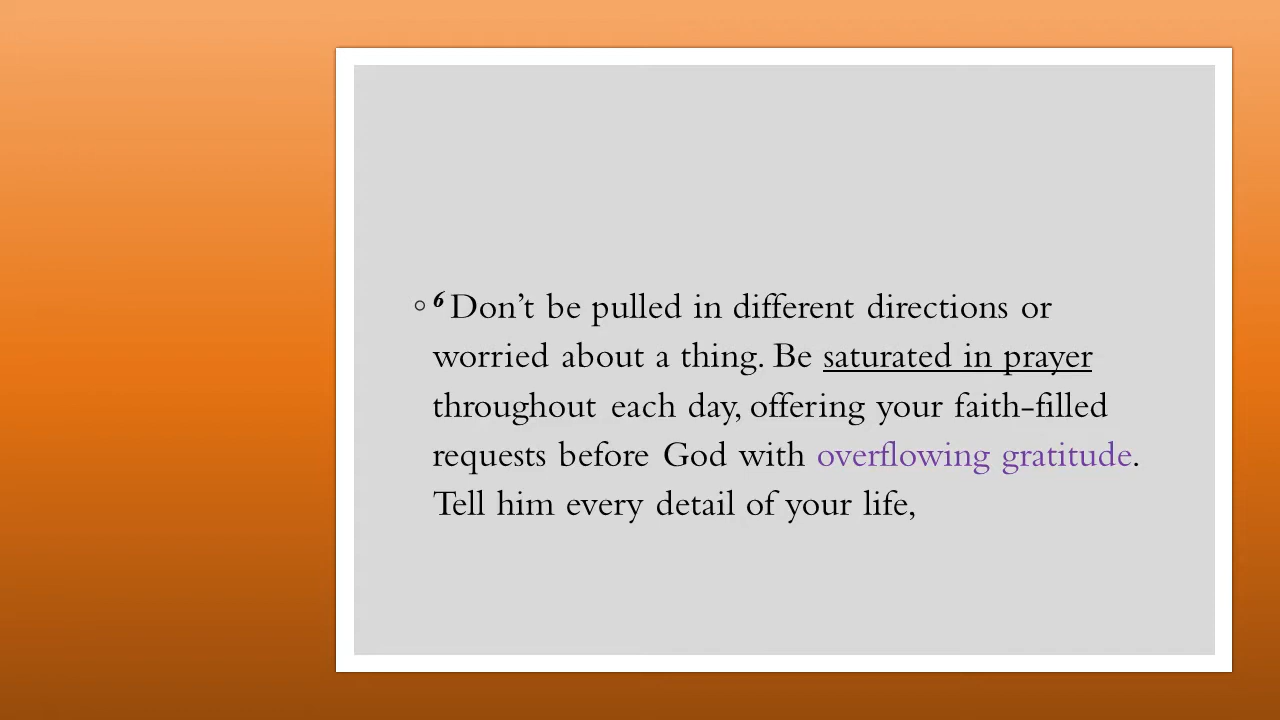 ◦ ⁶ Don’t be pulled in different directions or
worried about a thing. Be saturated in prayer
throughout each day, offering your faith-filled
requests before God with overflowing gratitude.
Tell him every detail of your life,